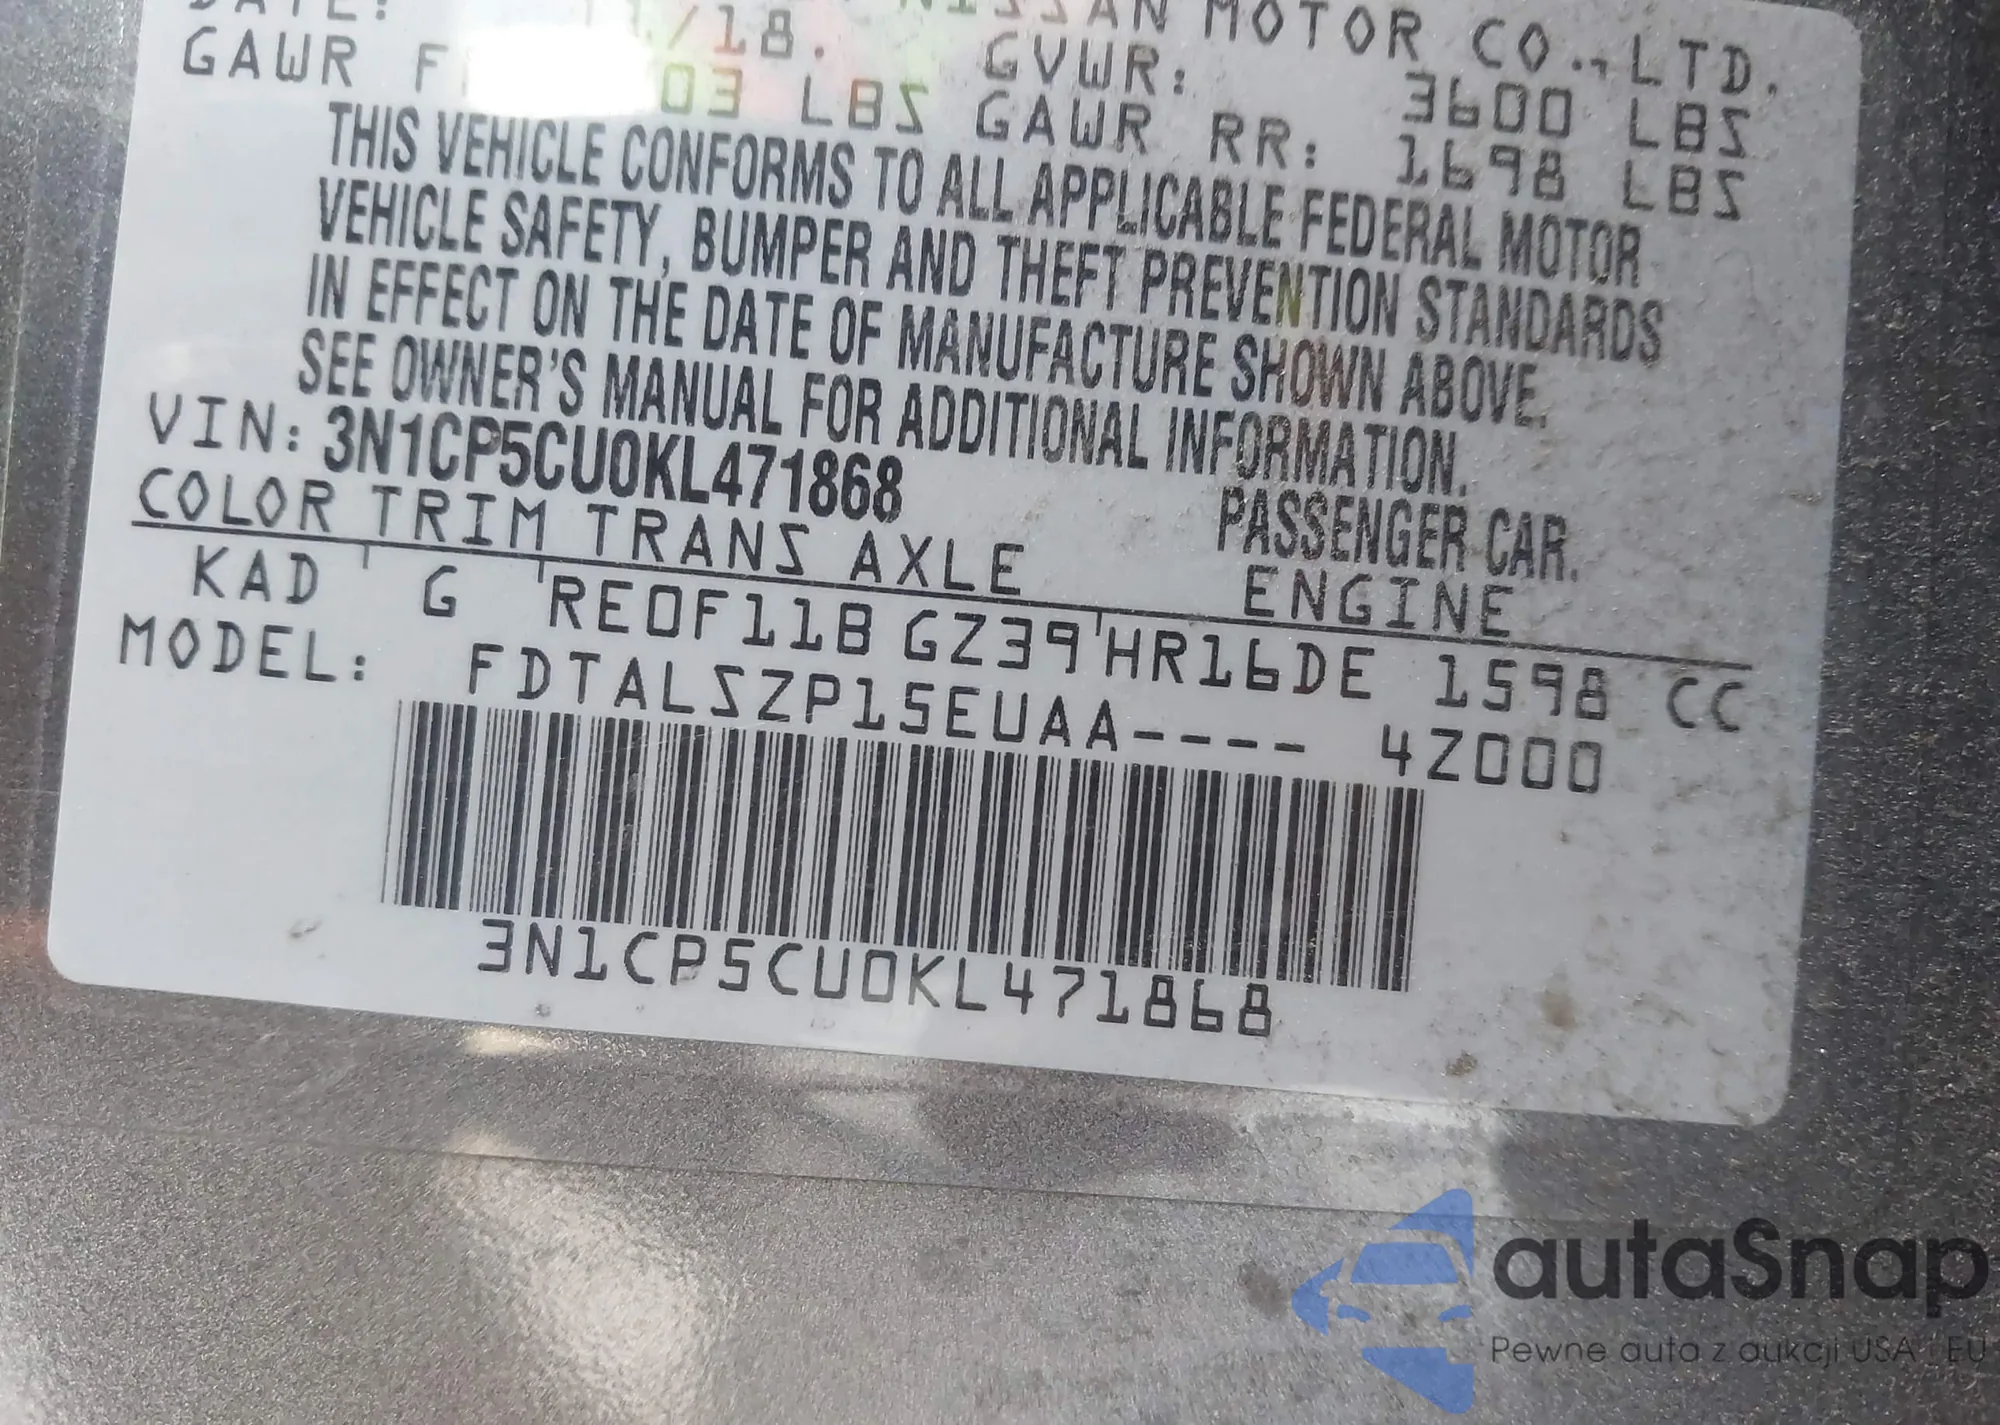 DATE: 11/18. NISSAN MOTOR CO.,LTD.
GVWR: 3600 LBS
GAWR F 03 LBS GAWR RR: 1698 LBS
THIS VEHICLE CONFORMS TO ALL APPLICABLE FEDERAL MOTOR
VEHICLE SAFETY, BUMPER AND THEFT PREVENTION STANDARDS
IN EFFECT ON THE DATE OF MANUFACTURE SHOWN ABOVE.
SEE OWNER'S MANUAL FOR ADDITIONAL INFORMATION.
VIN: 3N1CP5CU0KL471868 PASSENGER CAR.
COLOR TRIM TRANS AXLE ENGINE
KAD G RE0F11B GZ39 HR16DE 1598 CC
MODEL: FDTALSZP15EUAA---- 4Z000
3N1CP5CU0KL471868
autaSnap
Pewne auta z aukcji USA i EU